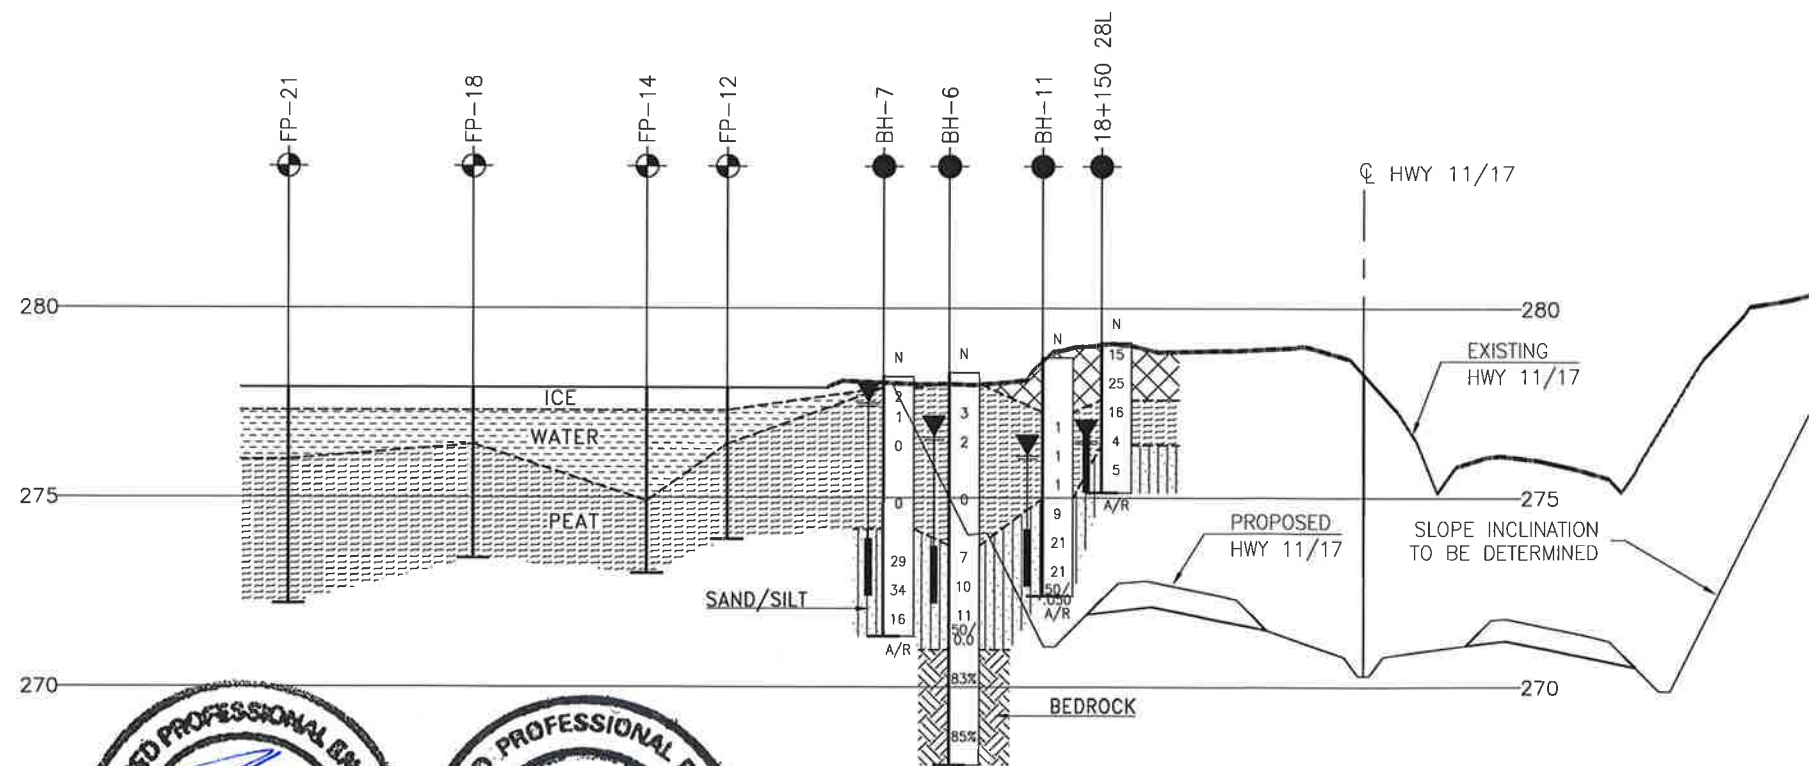 FP-21
FP-18
FP-14
FP-12
BH-7
BH-6
BH-11
18+150 28L
℄ HWY 11/17
280
280
N
N
N
N
EXISTING
HWY 11/17
ICE
WATER
PEAT
275
275
2
1
0
0
29
34
16
A/R
3
2
0
7
10
11
50/
0.0
83%
85%
1
1
1
9
21
21
50/
.050
A/R
15
25
16
4
5
A/R
PROPOSED
HWY 11/17
SLOPE INCLINATION
TO BE DETERMINED
SAND/SILT
270
270
BEDROCK
PROFESSIONAL
PROFESSIONAL